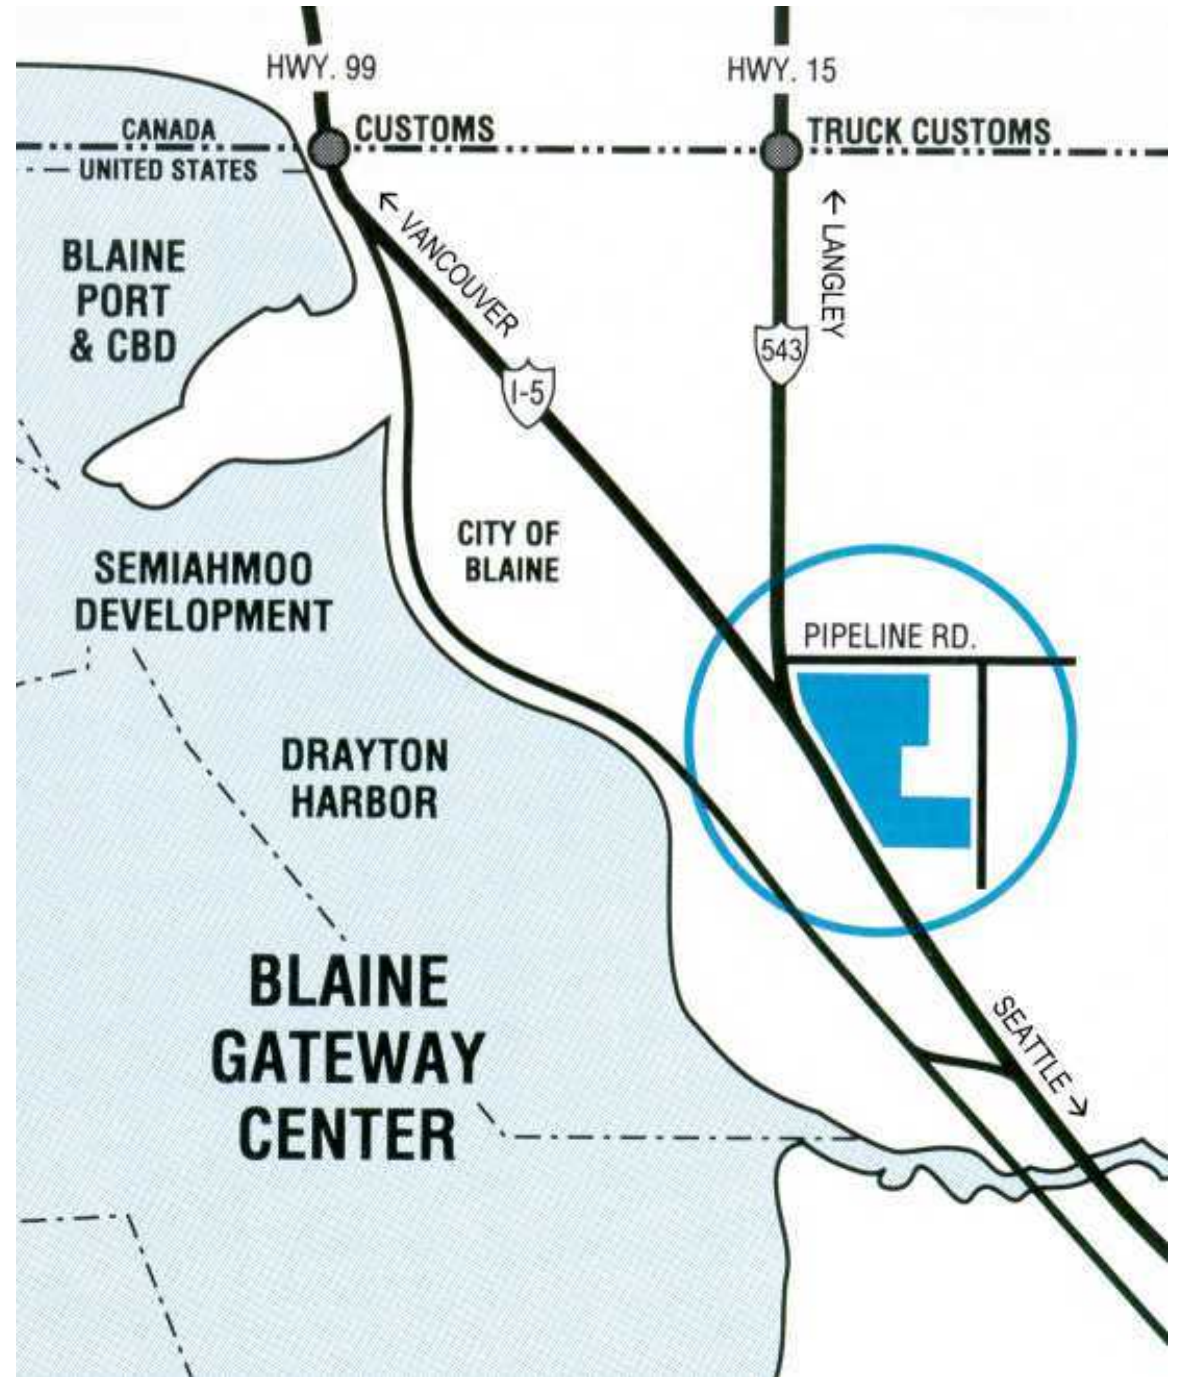 HWY. 99
HWY. 15
CANADA
CUSTOMS
TRUCK CUSTOMS
UNITED STATES
← VANCOUVER
← LANGLEY
BLAINE
PORT
& CBD
543
I-5
CITY OF
BLAINE
SEMIAHMOO
DEVELOPMENT
PIPELINE RD.
DRAYTON
HARBOR
BLAINE
GATEWAY
CENTER
SEATTLE →